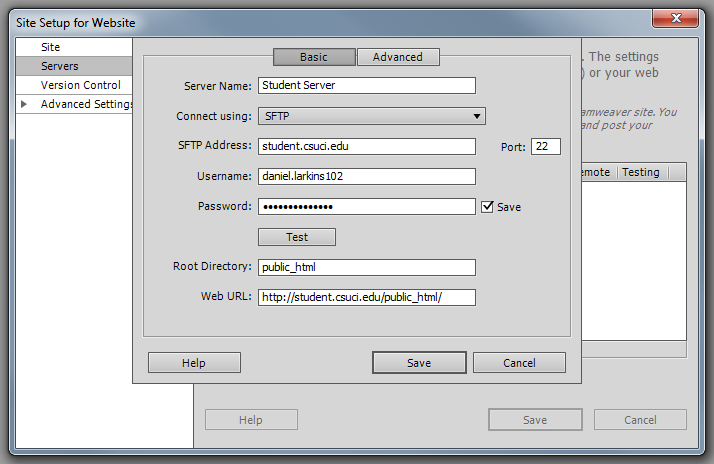 Site Setup for Website
Site
Servers
Version Control
Advanced Settings
Basic
Advanced
Server Name:
Student Server
Connect using:
SFTP
SFTP Address:
student.csuci.edu
Port:
22
Username:
daniel.larkins102
Password:
••••••••••••••
Save
Test
Root Directory:
public_html
Web URL:
http://student.csuci.edu/public_html/
Help
Save
Cancel
. The settings
) or your web
amweaver site. You
and post your
emote
Testing
Help
Save
Cancel